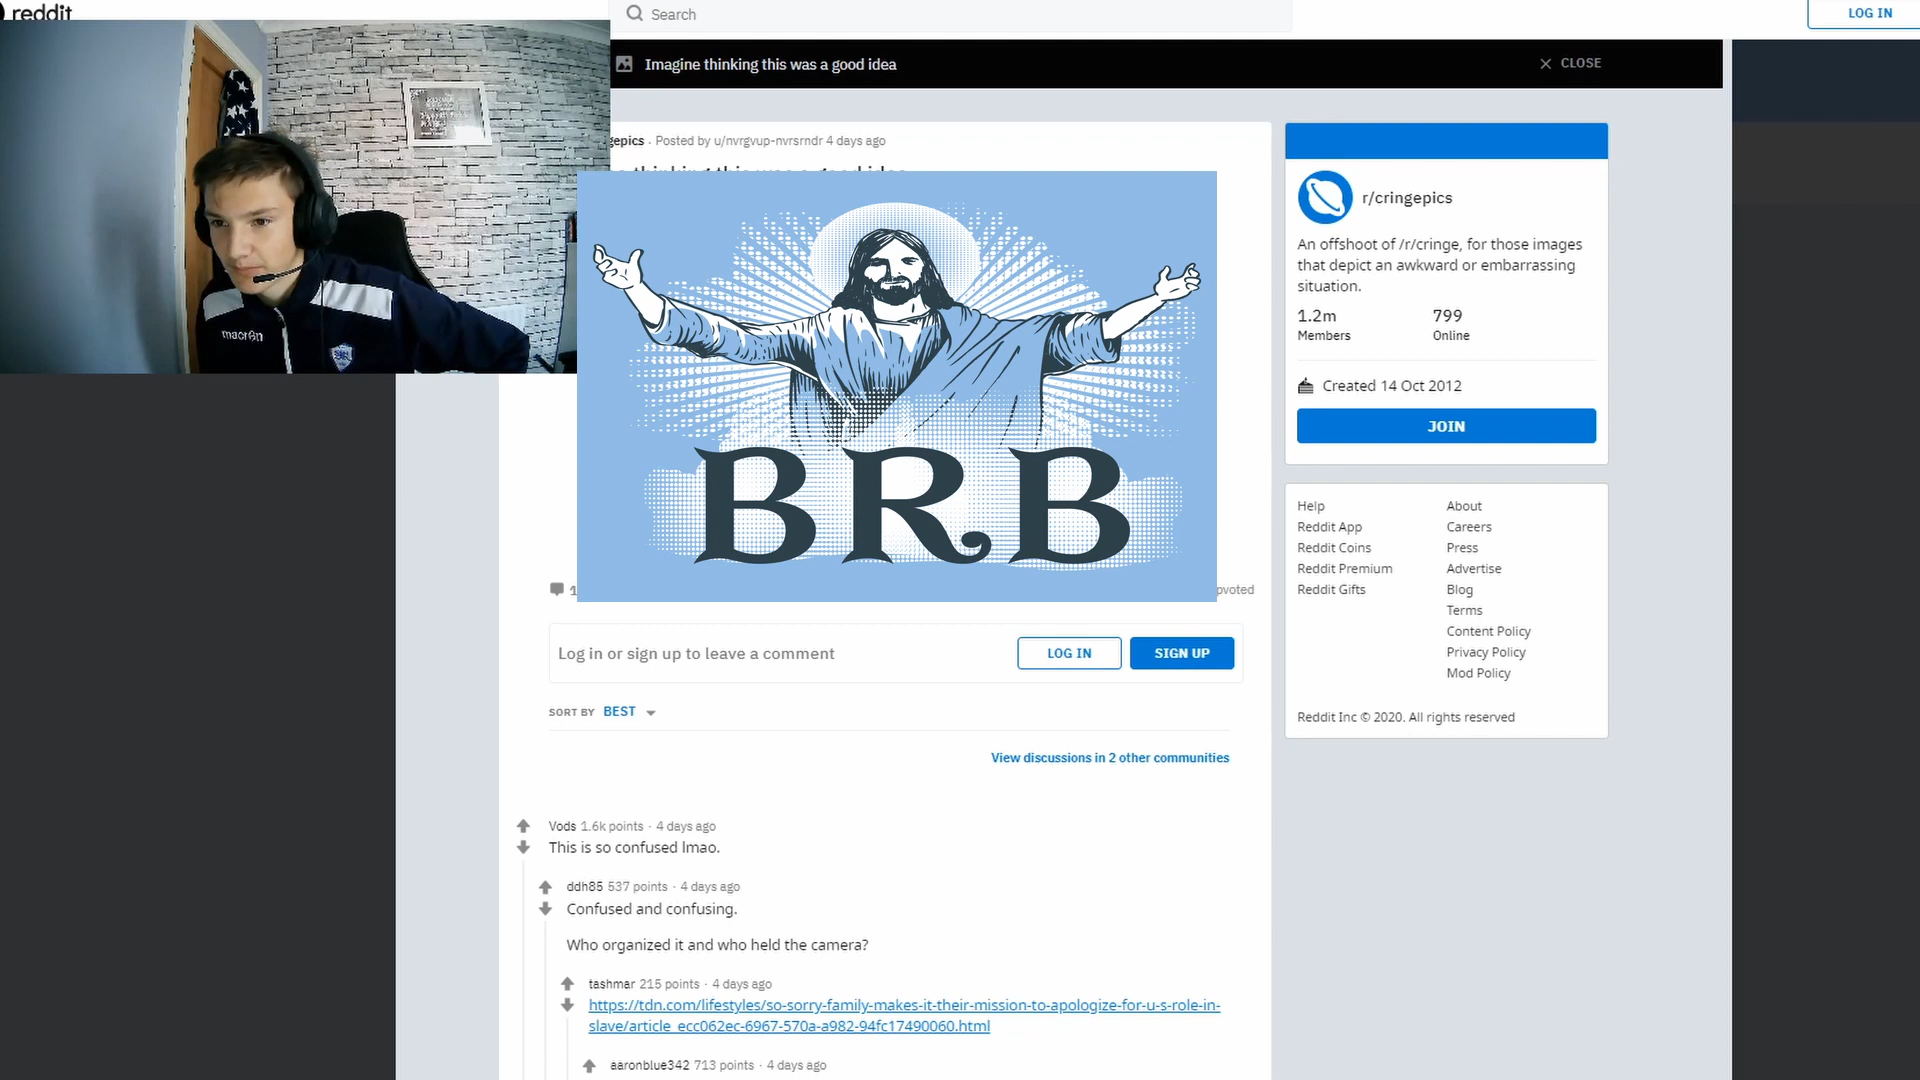 reddit
Search
LOG IN
Imagine thinking this was a good idea
CLOSE
gepics · Posted by u/nvrgvup-nvrsrndr 4 days ago
macron
BRB
r/cringepics
An offshoot of /r/cringe, for those images
that depict an awkward or embarrassing
situation.
1.2m
799
Members
Online
Created 14 Oct 2012
JOIN
Help
About
Reddit App
Careers
Reddit Coins
Press
Reddit Premium
Advertise
Reddit Gifts
Blog
Terms
Content Policy
Privacy Policy
Mod Policy
Reddit Inc © 2020. All rights reserved
pvoted
Log in or sign up to leave a comment
LOG IN
SIGN UP
SORT BY BEST
View discussions in 2 other communities
Vods 1.6k points · 4 days ago
This is so confused lmao.
ddh85 537 points · 4 days ago
Confused and confusing.
Who organized it and who held the camera?
tashmar 215 points · 4 days ago
https://tdn.com/lifestyles/so-sorry-family-makes-it-their-mission-to-apologize-for-u-s-role-in-
slave/article_ecc062ec-6967-570a-a982-94fc17490060.html
aaronblue342 713 points · 4 days ago